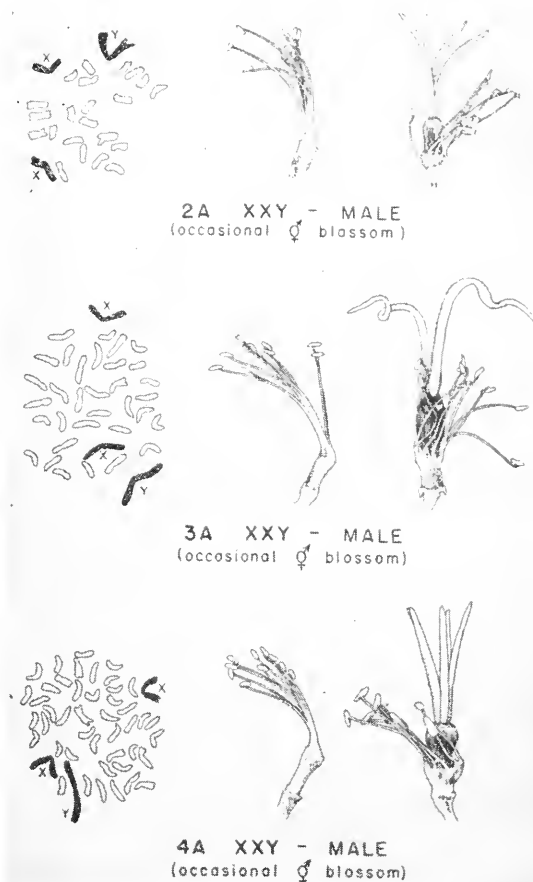 X
Y
X
2A XXY - MALE
(occasional ⚥ blossom)
X
X
Y
3A XXY - MALE
(occasional ⚥ blossom)
X
X
Y
4A XXY - MALE
(occasional ⚥ blossom)